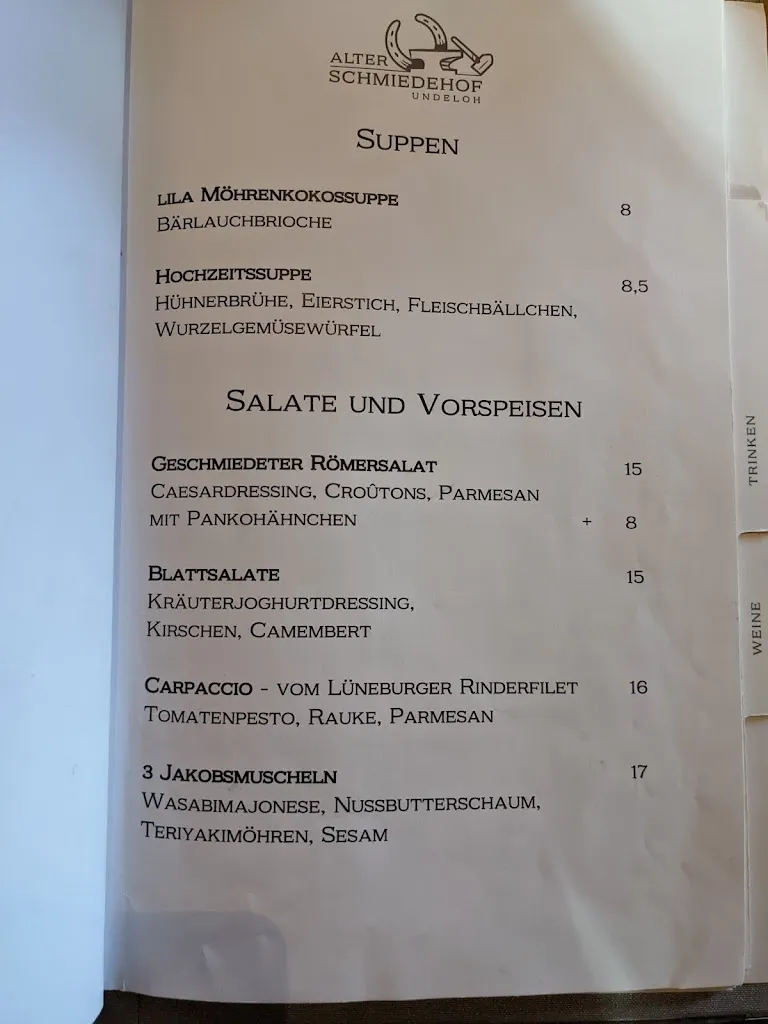 ALTER
SCHMIEDEHOF
UNDELOH
SUPPEN
LILA MÖHRENKOKOSSUPPE 8
BÄRLAUCHBRIOCHE
HOCHZEITSSUPPE 8,5
HÜHNERBRÜHE, EIERSTICH, FLEISCHBÄLLCHEN,
WURZELGEMÜSEWÜRFEL
SALATE UND VORSPEISEN
GESCHMIEDETER RÖMERSALAT 15
CAESARDRESSING, CROÛTONS, PARMESAN
MIT PANKOHÄHNCHEN + 8
BLATTSALATE 15
KRÄUTERJOGHURTDRESSING,
KIRSCHEN, CAMEMBERT
CARPACCIO - VOM LÜNEBURGER RINDERFILET 16
TOMATENPESTO, RAUKE, PARMESAN
3 JAKOBSMUSCHELN 17
WASABIMAJONESE, NUSSBUTTERSCHAUM,
TERIYAKIMÖHREN, SESAM
TRINKEN
WEINE